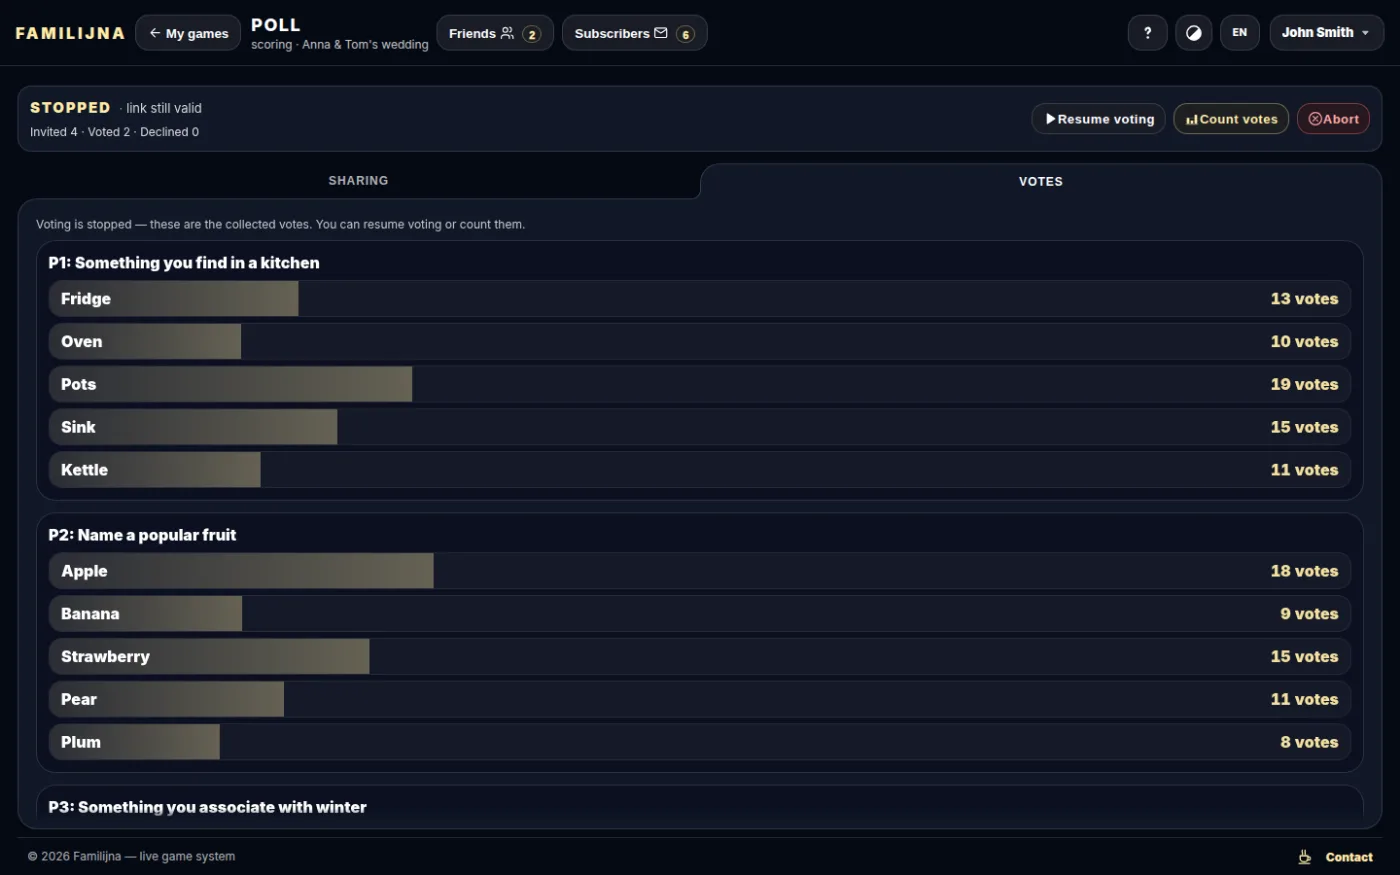 FAMILIJNA
← My games
POLL
scoring · Anna & Tom's wedding
Friends 2
Subscribers 6
?
EN
John Smith
STOPPED · link still valid
Invited 4 · Voted 2 · Declined 0
Resume voting
Count votes
Abort
SHARING
VOTES
Voting is stopped — these are the collected votes. You can resume voting or count them.
P1: Something you find in a kitchen
Fridge 13 votes
Oven 10 votes
Pots 19 votes
Sink 15 votes
Kettle 11 votes
P2: Name a popular fruit
Apple 18 votes
Banana 9 votes
Strawberry 15 votes
Pear 11 votes
Plum 8 votes
P3: Something you associate with winter
© 2026 Familijna — live game system
Contact